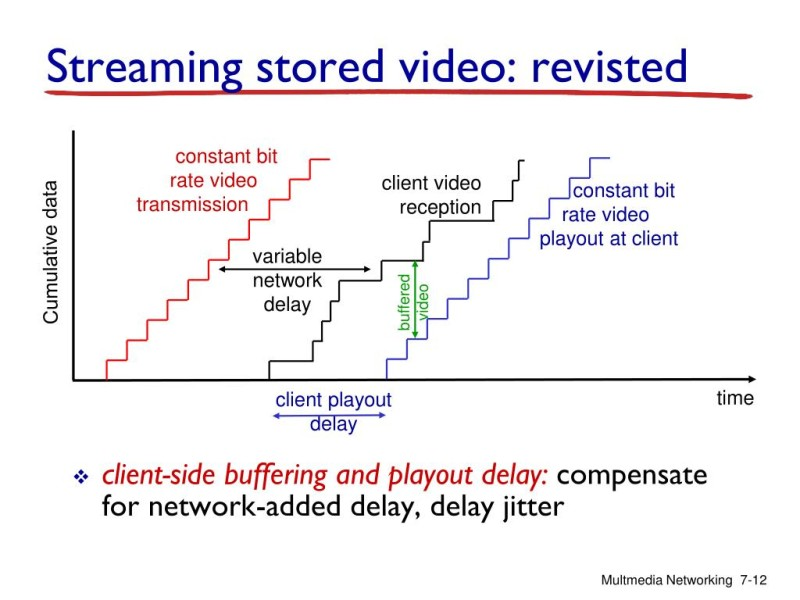 Streaming stored video: revisted
constant bit
rate video
transmission
client video
reception
constant bit
rate video
playout at client
variable
network
delay
buffered
video
Cumulative data
client playout
delay
time
client-side buffering and playout delay: compensate
for network-added delay, delay jitter
Multmedia Networking 7-12